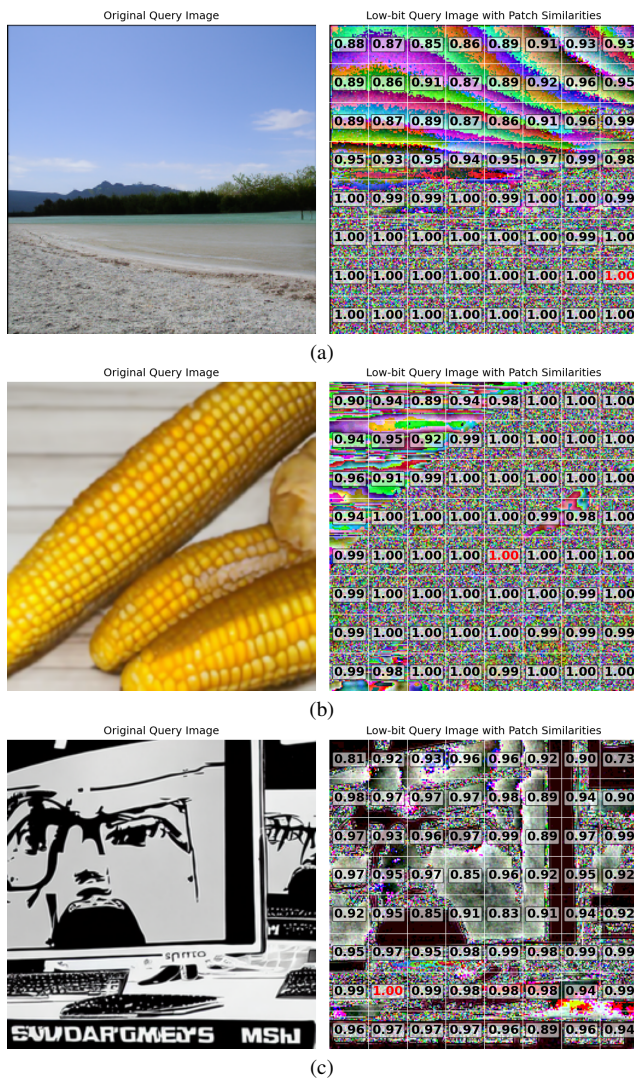 Original Query Image Low-bit Query Image with Patch Similarities
0.88 0.87 0.85 0.86 0.89 0.91 0.93 0.93
0.89 0.86 0.91 0.87 0.89 0.92 0.96 0.95
0.89 0.87 0.89 0.87 0.86 0.91 0.96 0.99
0.95 0.93 0.95 0.94 0.95 0.97 0.99 0.98
1.00 0.99 0.99 1.00 0.99 1.00 1.00 0.99
1.00 1.00 1.00 1.00 1.00 1.00 0.99 1.00
1.00 1.00 1.00 1.00 1.00 1.00 1.00 1.00
1.00 1.00 1.00 1.00 1.00 1.00 1.00 1.00
(a)
Original Query Image Low-bit Query Image with Patch Similarities
0.90 0.94 0.89 0.94 0.98 1.00 1.00 1.00
0.94 0.95 0.92 0.99 1.00 1.00 1.00 1.00
0.96 0.91 0.99 1.00 1.00 1.00 1.00 1.00
0.94 1.00 1.00 1.00 1.00 0.99 0.98 1.00
0.99 1.00 1.00 1.00 1.00 1.00 1.00 1.00
0.99 1.00 1.00 1.00 1.00 1.00 0.99 1.00
0.99 1.00 1.00 1.00 1.00 0.99 0.99 0.99
0.99 0.98 1.00 1.00 1.00 1.00 1.00 1.00
(b)
Original Query Image Low-bit Query Image with Patch Similarities
0.81 0.92 0.93 0.96 0.96 0.92 0.90 0.73
0.98 0.97 0.97 0.97 0.98 0.89 0.94 0.90
0.97 0.93 0.96 0.97 0.99 0.89 0.97 0.99
0.97 0.95 0.97 0.85 0.96 0.92 0.95 0.92
0.92 0.95 0.85 0.91 0.83 0.91 0.94 0.92
0.95 0.97 0.95 0.98 0.99 0.98 0.99 0.99
0.99 1.00 0.99 0.98 0.98 0.98 0.94 0.99
0.96 0.97 0.97 0.97 0.96 0.89 0.96 0.94
(c)